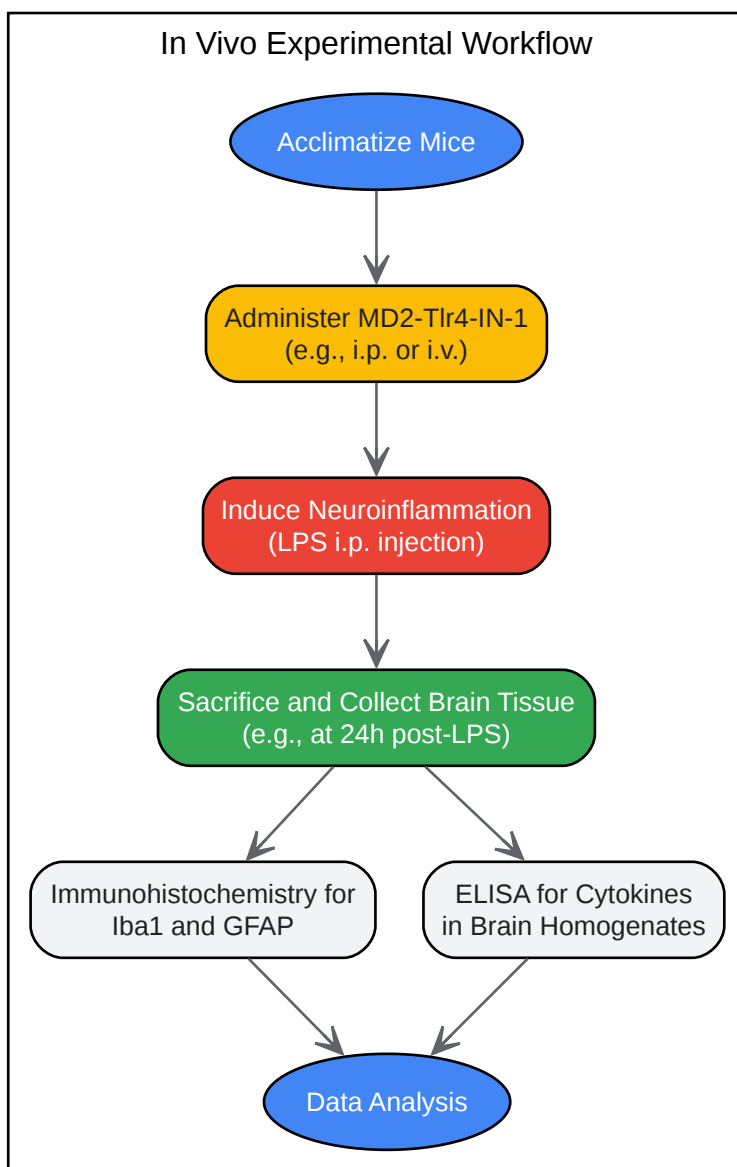 In Vivo Experimental Workflow
Acclimatize Mice
Administer MD2-Tlr4-IN-1
(e.g., i.p. or i.v.)
Induce Neuroinflammation
(LPS i.p. injection)
Sacrifice and Collect Brain Tissue
(e.g., at 24h post-LPS)
Immunohistochemistry for
Iba1 and GFAP
ELISA for Cytokines
in Brain Homogenates
Data Analysis